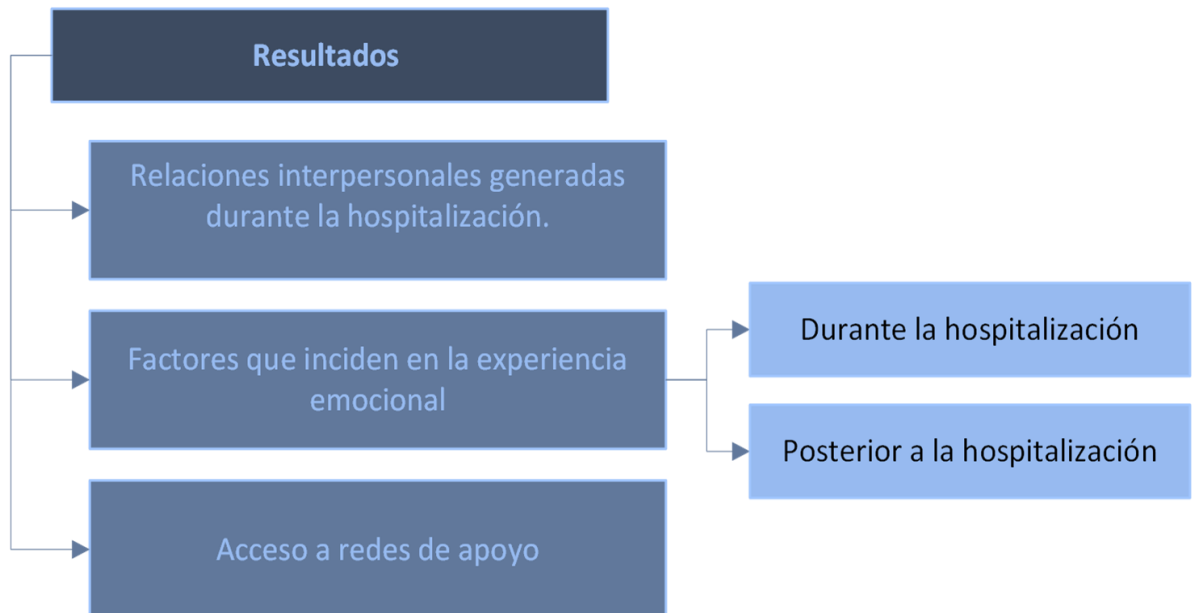 Resultados
Relaciones interpersonales generadas
durante la hospitalización.
Factores que inciden en la experiencia
emocional
Durante la hospitalización
Posterior a la hospitalización
Acceso a redes de apoyo